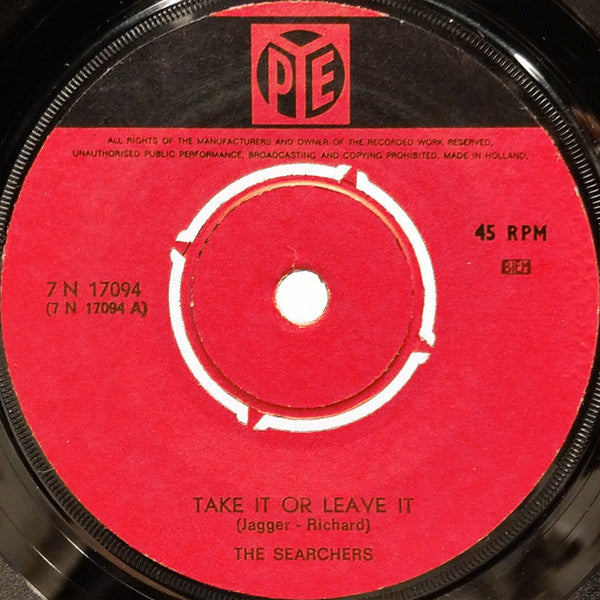 PYE
ALL RIGHTS OF THE MANUFACTURERS AND OWNER OF THE RECORDED WORK RESERVED.
UNAUTHORISED PUBLIC PERFORMANCE, BROADCASTING AND COPYING PROHIBITED. MADE IN HOLLAND.
45 RPM
BIEM
7 N 17094
(7 N 17094 A)
TAKE IT OR LEAVE IT
(Jagger - Richard)
THE SEARCHERS